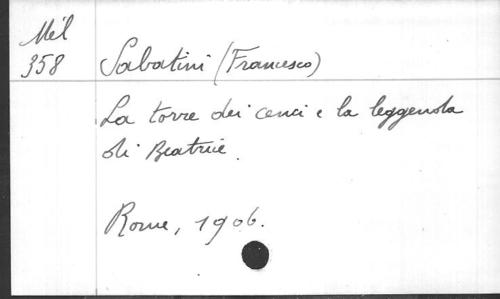 Mél
358
Sabatini (Francesco)
La torre dei cenci e la leggenda
di Beatrice.
Rome, 1906.